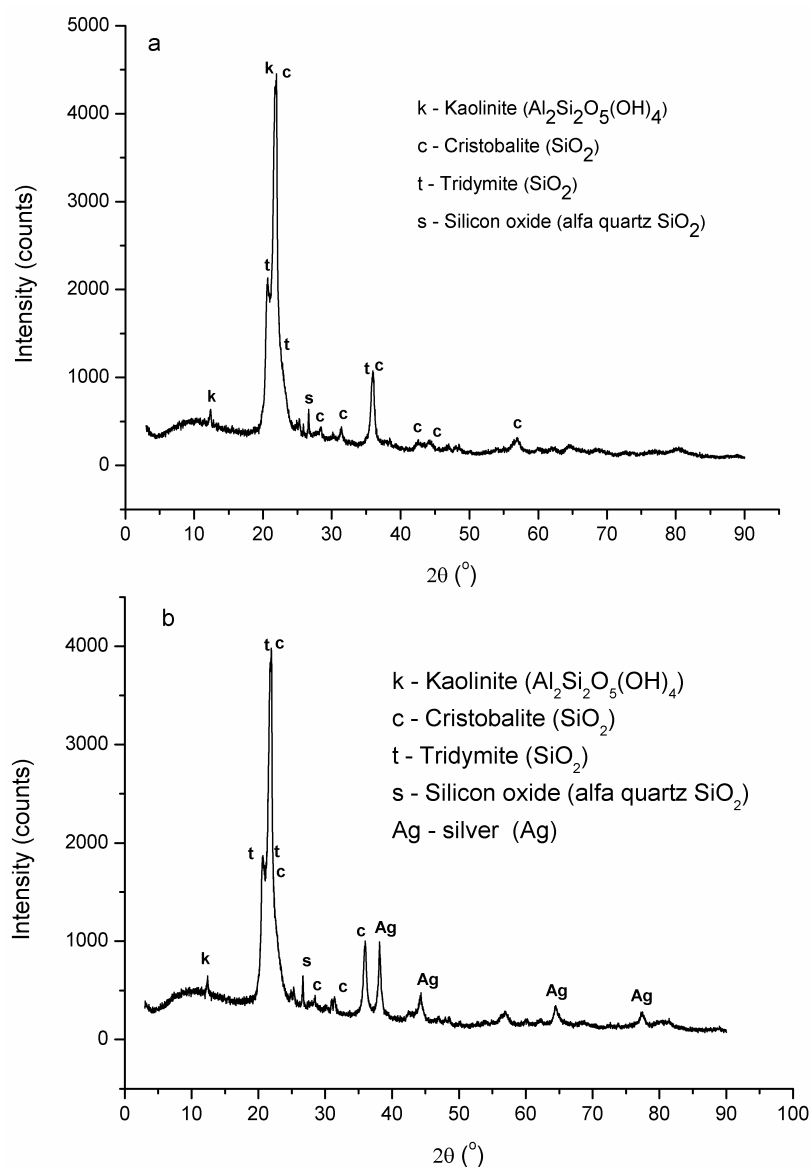 a
5000
4000
3000
2000
1000
0
Intensity (counts)
k c
t
t
k
s
c
c
t c
c
c
c
k - Kaolinite (Al2Si2O5(OH)4)
c - Cristobalite (SiO2)
t - Tridymite (SiO2)
s - Silicon oxide (alfa quartz SiO2)
0 10 20 30 40 50 60 70 80 90
2θ (o)
b
4000
3000
2000
1000
0
Intensity (counts)
t c
t
t
c
k
s
c
c
c
Ag
Ag
Ag
Ag
k - Kaolinite (Al2Si2O5(OH)4)
c - Cristobalite (SiO2)
t - Tridymite (SiO2)
s - Silicon oxide (alfa quartz SiO2)
Ag - silver (Ag)
0 10 20 30 40 50 60 70 80 90 100
2θ (o)